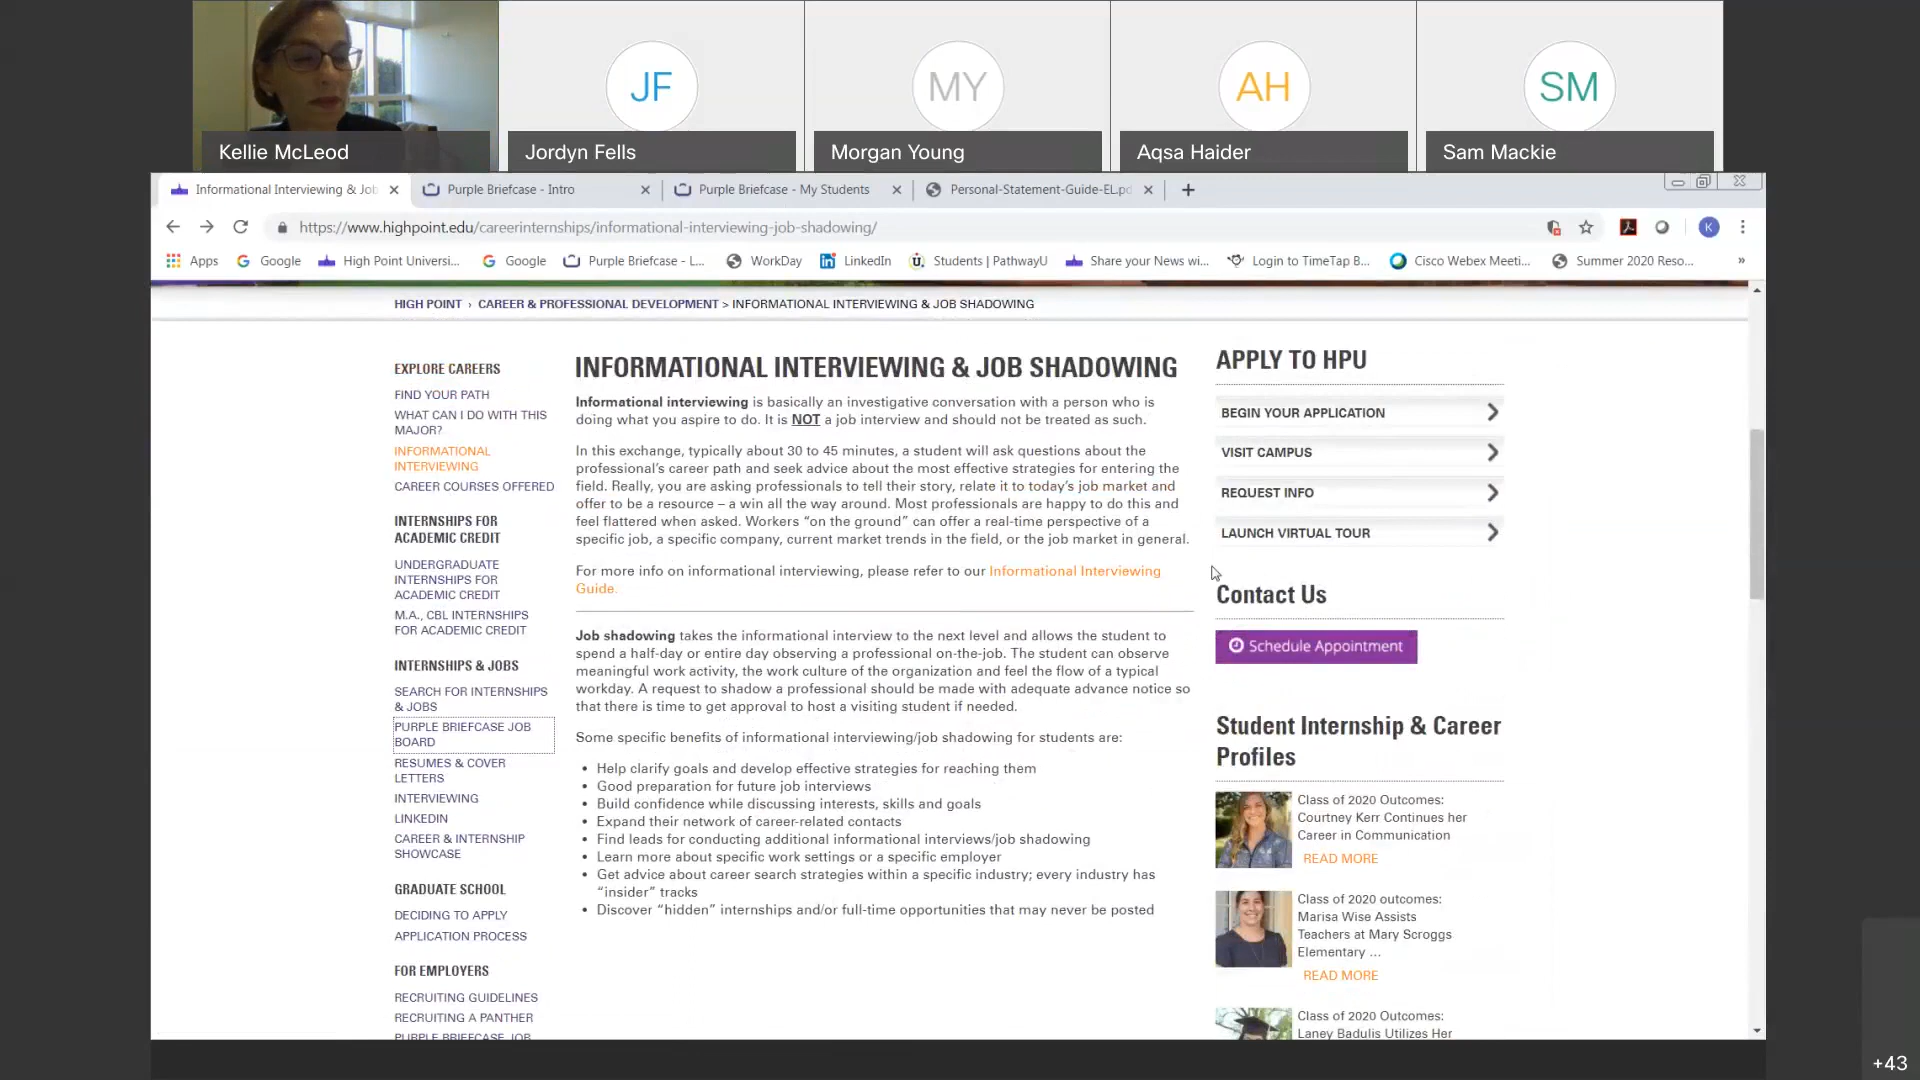 JF
MY
AH
SM
Kellie McLeod
Jordyn Fells
Morgan Young
Aqsa Haider
Sam Mackie
Informational Interviewing & Job
Purple Briefcase - Intro
Purple Briefcase - My Students
Personal-Statement-Guide-EL.pd
https://www.highpoint.edu/careerinternships/informational-interviewing-job-shadowing/
K
Apps
Google
High Point Universi...
Google
Purple Briefcase - L...
WorkDay
LinkedIn
Students | PathwayU
Share your News wi...
Login to TimeTap B...
Cisco Webex Meeti...
Summer 2020 Reso...
»
HIGH POINT › CAREER & PROFESSIONAL DEVELOPMENT > INFORMATIONAL INTERVIEWING & JOB SHADOWING
EXPLORE CAREERS
FIND YOUR PATH
WHAT CAN I DO WITH THIS
MAJOR?
INFORMATIONAL
INTERVIEWING
CAREER COURSES OFFERED
INTERNSHIPS FOR
ACADEMIC CREDIT
UNDERGRADUATE
INTERNSHIPS FOR
ACADEMIC CREDIT
M.A., CBL INTERNSHIPS
FOR ACADEMIC CREDIT
INTERNSHIPS & JOBS
SEARCH FOR INTERNSHIPS
& JOBS
PURPLE BRIEFCASE JOB
BOARD
RESUMES & COVER
LETTERS
INTERVIEWING
LINKEDIN
CAREER & INTERNSHIP
SHOWCASE
GRADUATE SCHOOL
DECIDING TO APPLY
APPLICATION PROCESS
FOR EMPLOYERS
RECRUITING GUIDELINES
RECRUITING A PANTHER
PURPLE BRIEFCASE JOB
INFORMATIONAL INTERVIEWING & JOB SHADOWING
Informational interviewing is basically an investigative conversation with a person who is
doing what you aspire to do. It is NOT a job interview and should not be treated as such.
In this exchange, typically about 30 to 45 minutes, a student will ask questions about the
professional's career path and seek advice about the most effective strategies for entering the
field. Really, you are asking professionals to tell their story, relate it to today's job market and
offer to be a resource – a win all the way around. Most professionals are happy to do this and
feel flattered when asked. Workers “on the ground” can offer a real-time perspective of a
specific job, a specific company, current market trends in the field, or the job market in general.
For more info on informational interviewing, please refer to our Informational Interviewing
Guide.
Job shadowing takes the informational interview to the next level and allows the student to
spend a half-day or entire day observing a professional on-the-job. The student can observe
meaningful work activity, the work culture of the organization and feel the flow of a typical
workday. A request to shadow a professional should be made with adequate advance notice so
that there is time to get approval to host a visiting student if needed.
Some specific benefits of informational interviewing/job shadowing for students are:
• Help clarify goals and develop effective strategies for reaching them
• Good preparation for future job interviews
• Build confidence while discussing interests, skills and goals
• Expand their network of career-related contacts
• Find leads for conducting additional informational interviews/job shadowing
• Learn more about specific work settings or a specific employer
• Get advice about career search strategies within a specific industry; every industry has
“insider” tracks
• Discover “hidden” internships and/or full-time opportunities that may never be posted
APPLY TO HPU
BEGIN YOUR APPLICATION
VISIT CAMPUS
REQUEST INFO
LAUNCH VIRTUAL TOUR
Contact Us
Schedule Appointment
Student Internship & Career
Profiles
Class of 2020 Outcomes:
Courtney Kerr Continues her
Career in Communication
READ MORE
Class of 2020 outcomes:
Marisa Wise Assists
Teachers at Mary Scroggs
Elementary ...
READ MORE
Class of 2020 Outcomes:
Laney Badulis Utilizes Her
+43